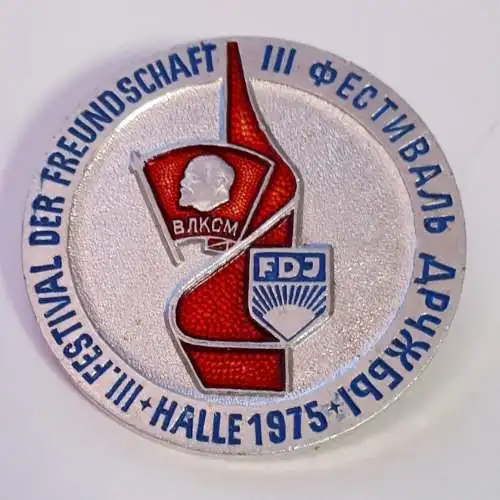 III. FESTIVAL DER FREUNDSCHAFT
III ФЕСТИВАЛЬ ДРУЖБЫ
HALLE 1975
ВЛКСМ
FDJ